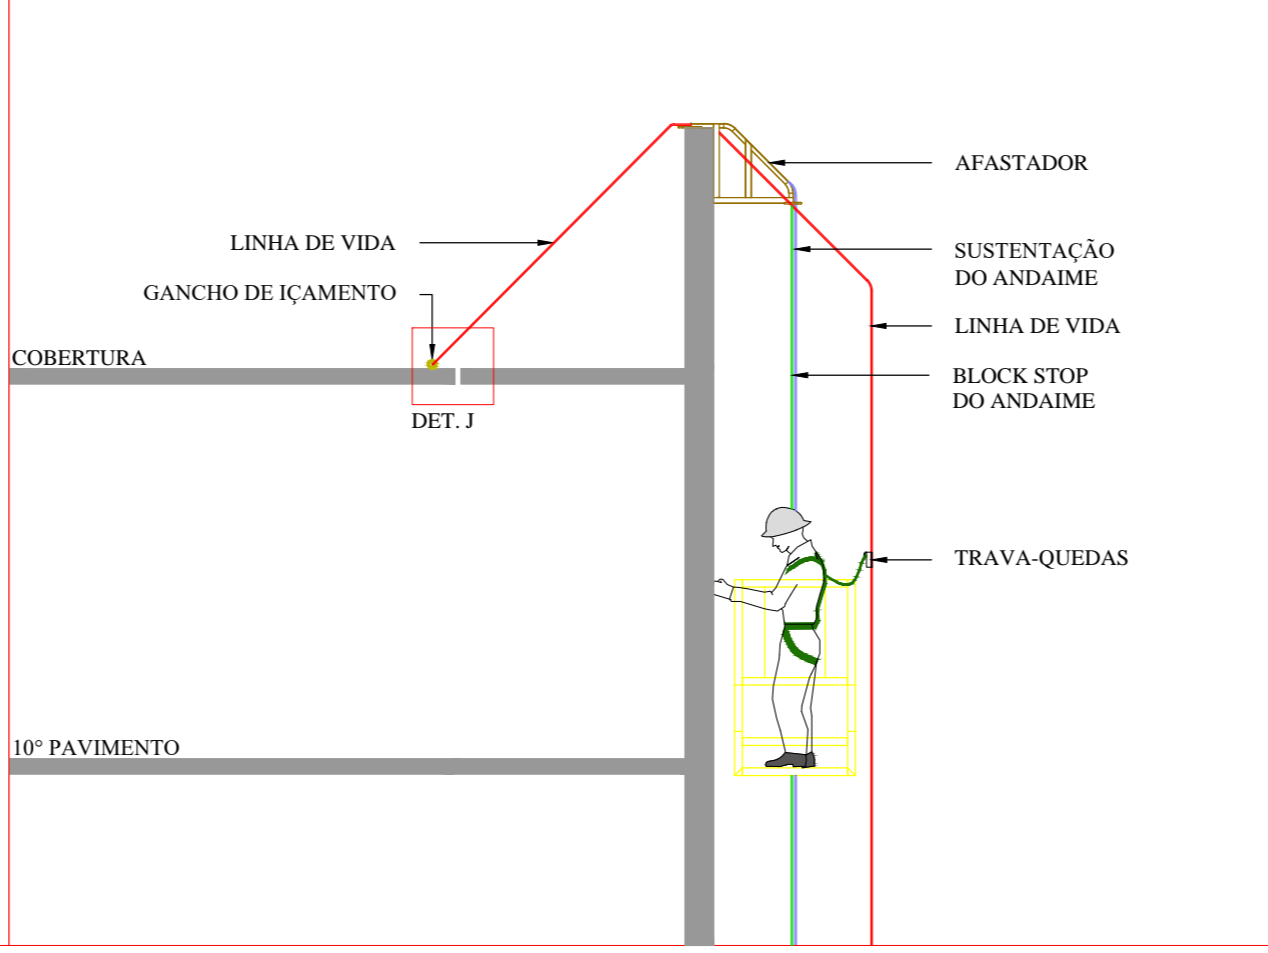 AFASTADOR
LINHA DE VIDA
SUSTENTAÇÃO
DO ANDAIME
GANCHO DE IÇAMENTO
LINHA DE VIDA
COBERTURA
BLOCK STOP
DO ANDAIME
DET. J
TRAVA-QUEDAS
10° PAVIMENTO